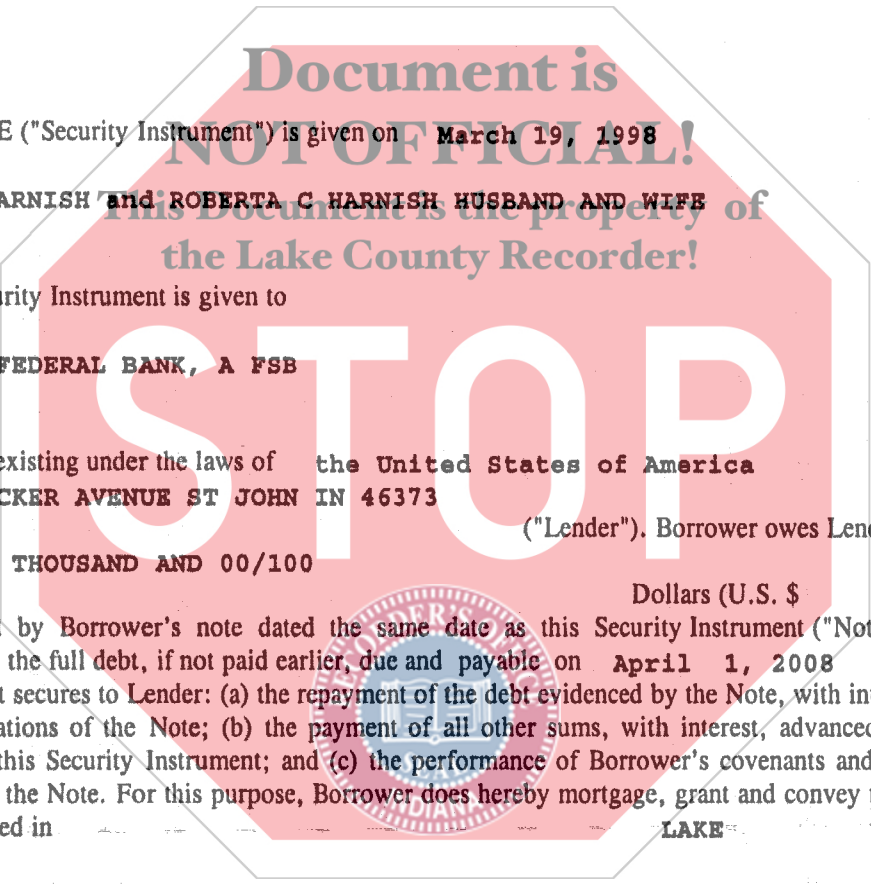 Document is
E ("Security Instrument") is given on March 19, 1998
NOT OFFICIAL!
ARNISH and ROBERTA C HARNISH HUSBAND AND WIFE
This Document is the property of
the Lake County Recorder!
urity Instrument is given to
STOP
FEDERAL BANK, A FSB
existing under the laws of the United States of America
CKER AVENUE ST JOHN IN 46373
("Lender"). Borrower owes Lend
THOUSAND AND 00/100
Dollars (U.S. $
by Borrower's note dated the same date as this Security Instrument ("Not
the full debt, if not paid earlier, due and payable on April 1, 2008
t secures to Lender: (a) the repayment of the debt evidenced by the Note, with in
ations of the Note; (b) the payment of all other sums, with interest, advanced
this Security Instrument; and (c) the performance of Borrower's covenants and
the Note. For this purpose, Borrower does hereby mortgage, grant and convey
ed in LAKE
RECORDER'S OFFICE
SEAL
INDIANA